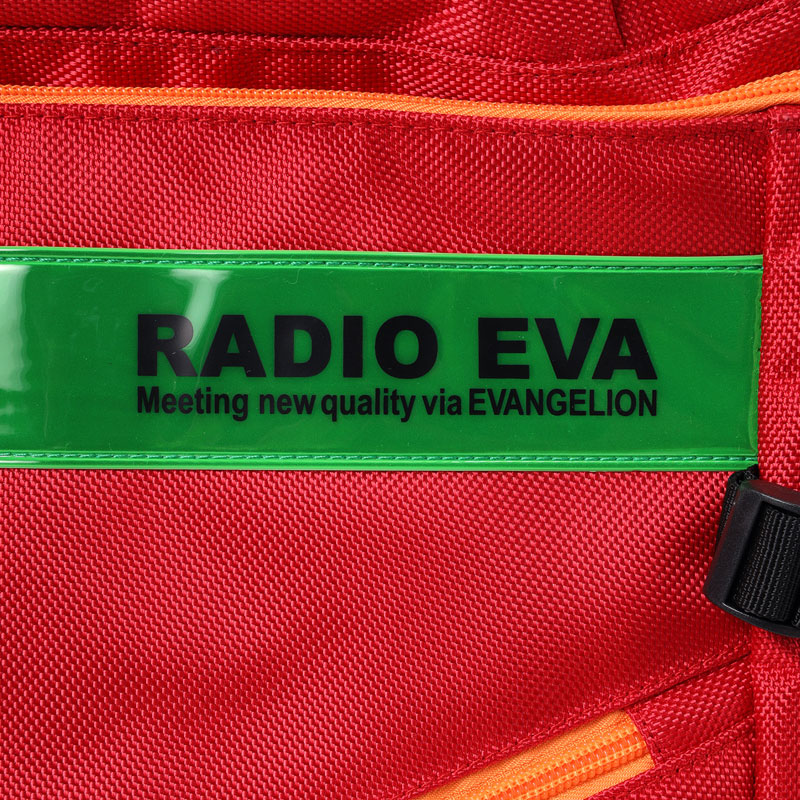 RADIO EVA
Meeting new quality via EVANGELION